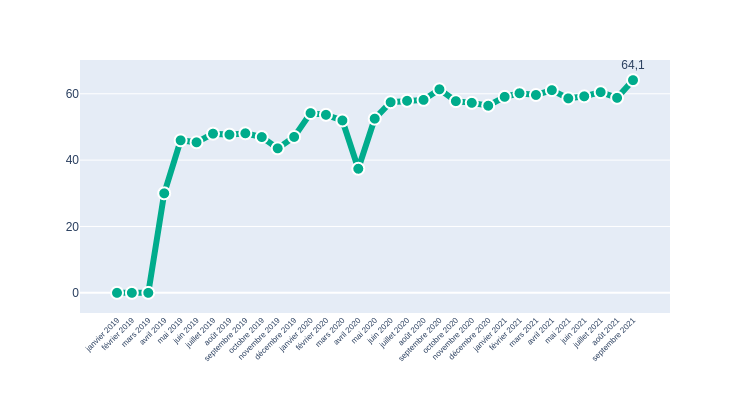 64,1
60
40
20
0
janvier 2019
février 2019
mars 2019
avril 2019
mai 2019
juin 2019
juillet 2019
août 2019
septembre 2019
octobre 2019
novembre 2019
décembre 2019
janvier 2020
février 2020
mars 2020
avril 2020
mai 2020
juin 2020
juillet 2020
août 2020
septembre 2020
octobre 2020
novembre 2020
décembre 2020
janvier 2021
février 2021
mars 2021
avril 2021
mai 2021
juin 2021
juillet 2021
août 2021
septembre 2021